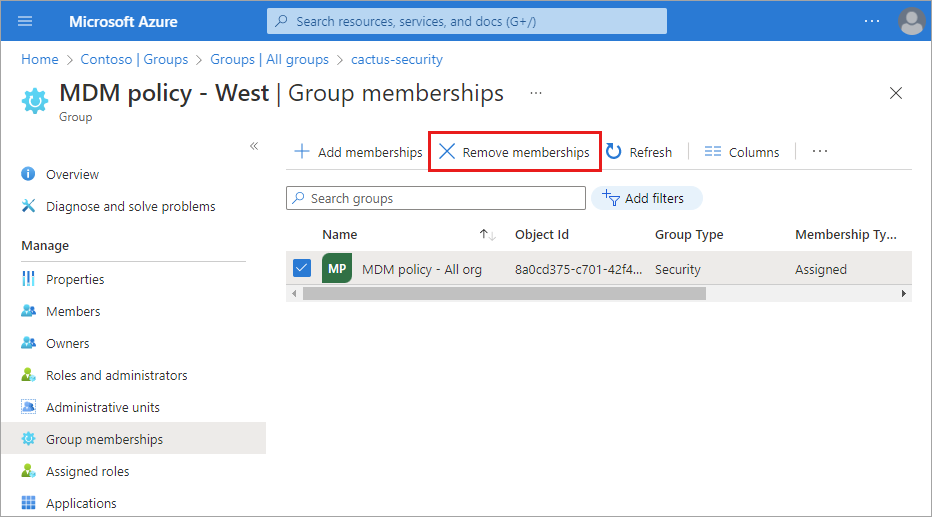 Microsoft Azure
Search resources, services, and docs (G+/)
...
Home > Contoso | Groups > Groups | All groups > cactus-security
MDM policy - West | Group memberships ...
Group
«
Overview
Diagnose and solve problems
Manage
Properties
Members
Owners
Roles and administrators
Administrative units
Group memberships
Assigned roles
Applications
Add memberships Remove memberships Refresh Columns ...
Search groups Add filters
Name Object Id Group Type Membership Ty...
MP MDM policy - All org 8a0cd375-c701-42f4... Security Assigned